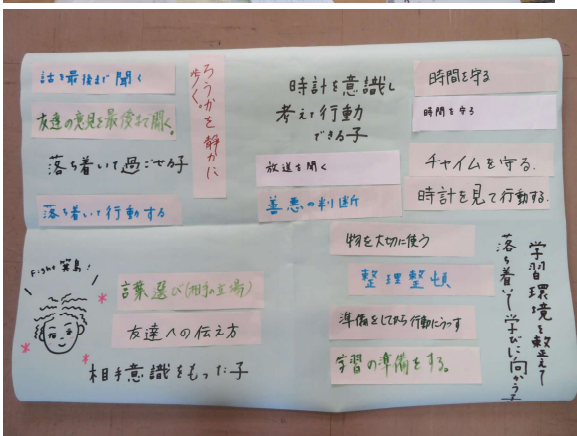 話を最後まで聞く
友達の意見を最後まで聞く。
ろうかを静かに
歩く。
落ち着いて過ごせる子
落ち着いて行動する
時計を意識し
考えて行動
できる子
放送を聞く
善悪の判断
時間を守る
時間を守る
チャイムを守る.
時計を見て行動する.
Fight 箕島!
言葉選び(相手の立場)
友達への伝え方
相手意識をもった子
物を大切に使う
整理整頓
準備をしてから行動にうつす
学習の準備をする。
学習環境を整えて
落ち着いて学びに向かう子